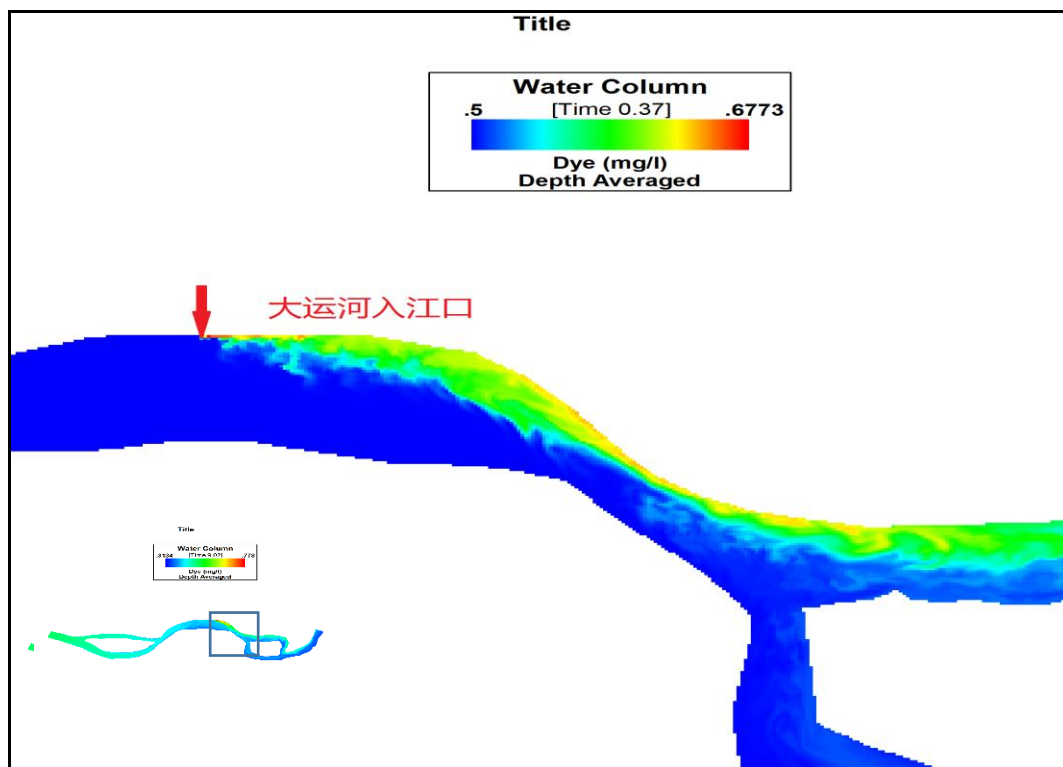 Title
Water Column
.5 [Time 0.37] .6773
Dye (mg/l)
Depth Averaged
大运河入江口
Title
Water Column
Dye (mg/l)
Depth Averaged